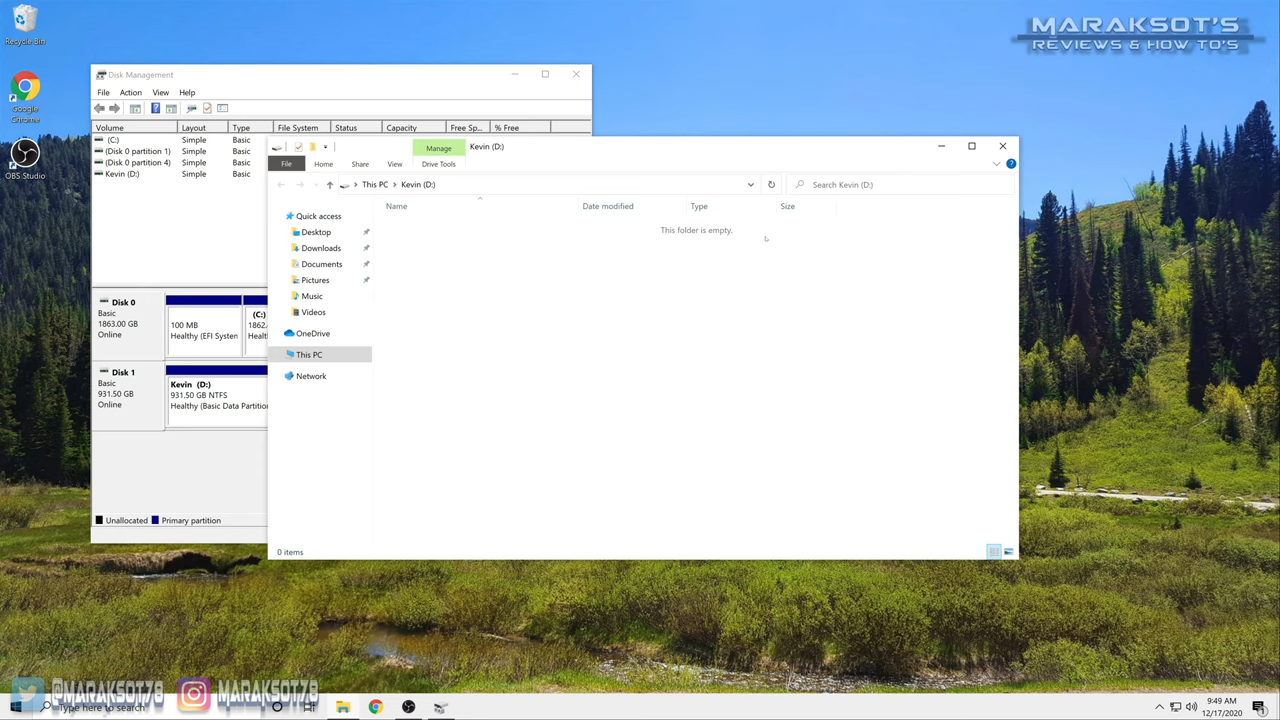 Recycle Bin
Google Chrome
OBS Studio
MARAKSOT'S
REVIEWS & HOW TO'S
Disk Management
File Action View Help
Volume Layout Type File System Status Capacity Free Sp... % Free
(C:) Simple Basic
(Disk 0 partition 1) Simple Basic
(Disk 0 partition 4) Simple Basic
Kevin (D:) Simple Basic
Disk 0
Basic
1863.00 GB
Online
100 MB
Healthy (EFI System
(C:)
1862.
Healt
Disk 1
Basic
931.50 GB
Online
Kevin (D:)
931.50 GB NTFS
Healthy (Basic Data Partition
Unallocated Primary partition
Manage Kevin (D:)
File Home Share View Drive Tools
This PC > Kevin (D:) Search Kevin (D:)
Name Date modified Type Size
This folder is empty.
Quick access
Desktop
Downloads
Documents
Pictures
Music
Videos
OneDrive
This PC
Network
0 items
@MARAKSOT78 MARAKSOT78
Type here to search
9:49 AM
12/17/2020
1